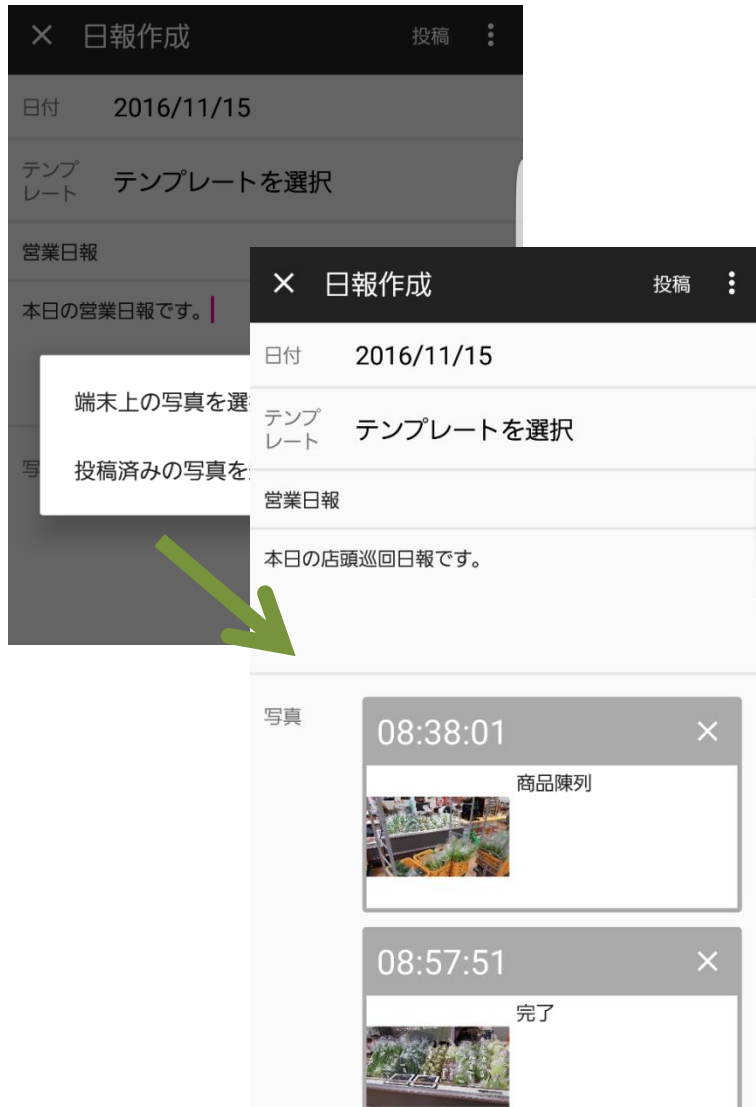 日報作成
投稿
日付
2016/11/15
テンプ
レート
テンプレートを選択
営業日報
本日の営業日報です。
端末上の写真を選
投稿済みの写真を
写
日報作成
投稿
日付
2016/11/15
テンプ
レート
テンプレートを選択
営業日報
本日の店頭巡回日報です。
写真
08:38:01
商品陳列
08:57:51
完了